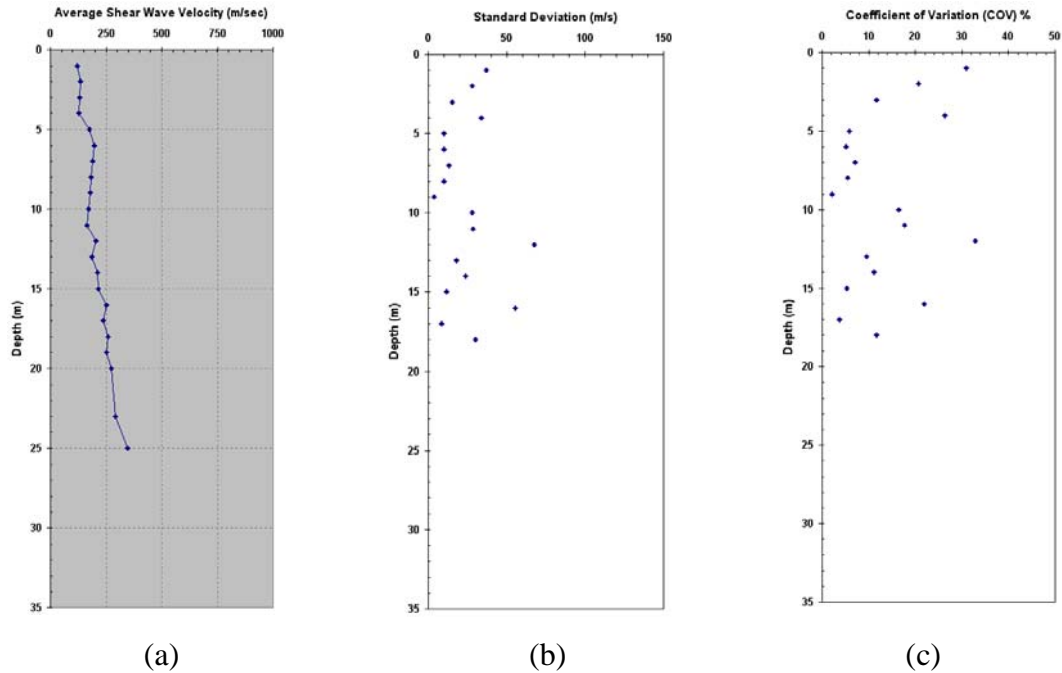 Average Shear Wave Velocity (m/sec)
0 250 500 750 1000
0
5
10
15
20
25
30
35
Depth (m)
(a)
Standard Deviation (m/s)
0 50 100 150
0
5
10
15
20
25
30
35
Depth (m)
(b)
Coefficient of Variation (COV) %
0 10 20 30 40 50
0
5
10
15
20
25
30
35
Depth (m)
(c)